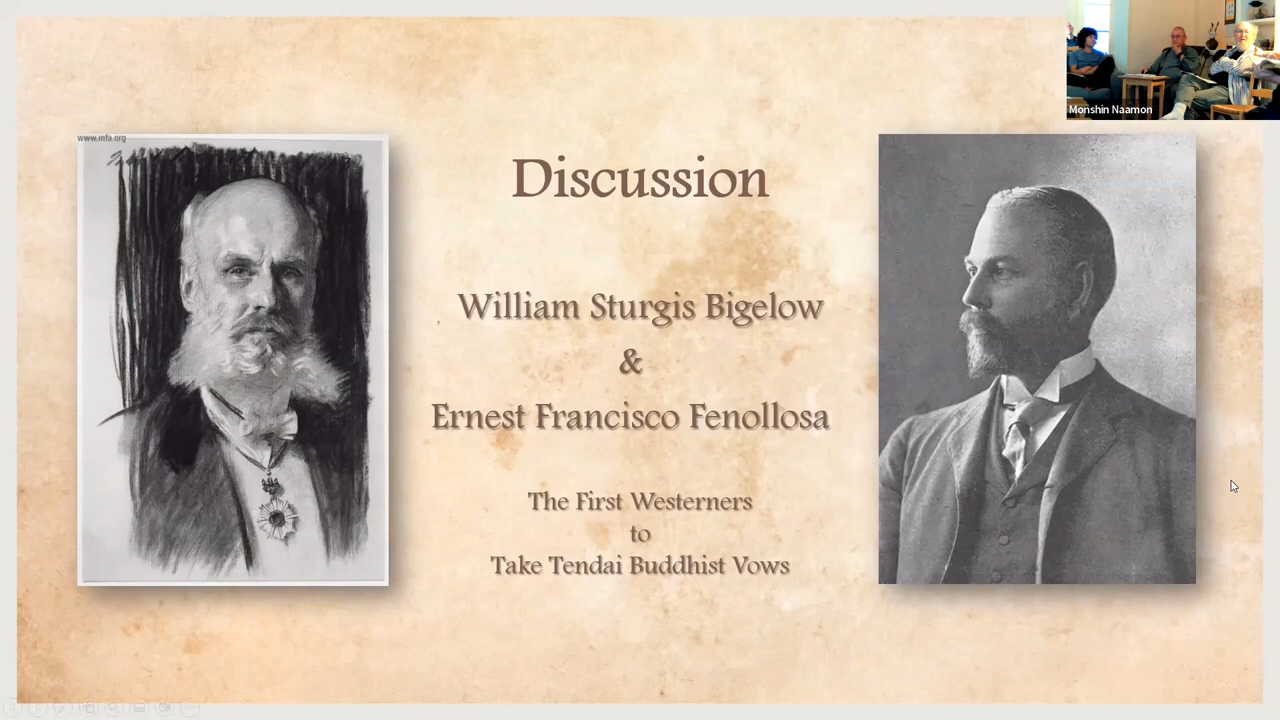 Monshin Naamon
www.mfa.org
Discussion
William Sturgis Bigelow
&
Ernest Francisco Fenollosa
The First Westerners
to
Take Tendai Buddhist Vows